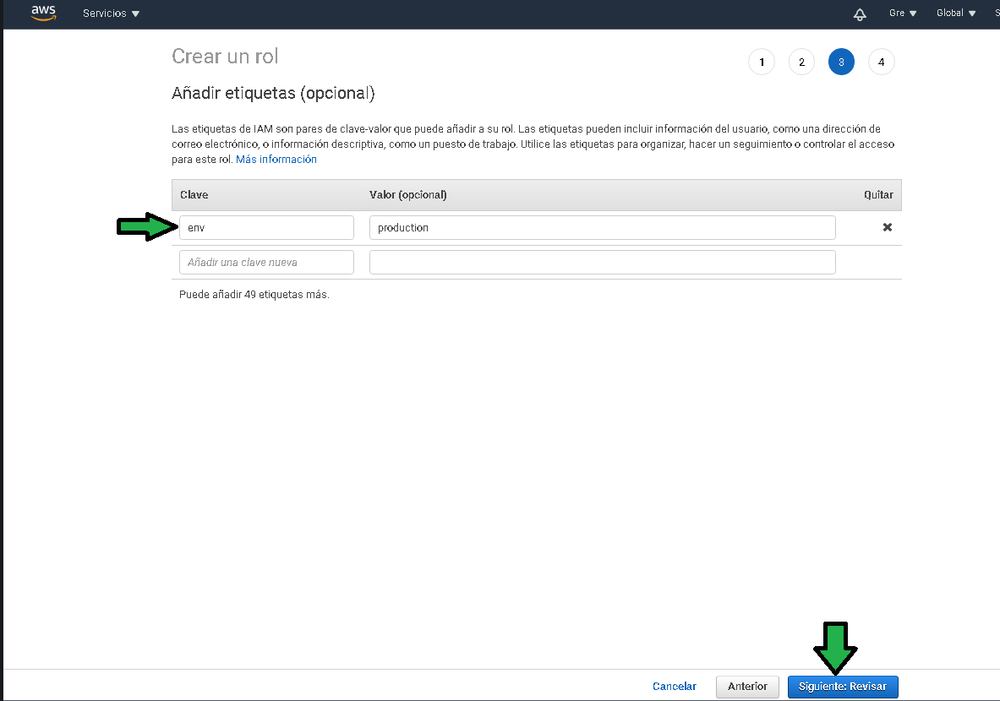 aws Servicios Gre Global S
Crear un rol
1 2 3 4
Añadir etiquetas (opcional)
Las etiquetas de IAM son pares de clave-valor que puede añadir a su rol. Las etiquetas pueden incluir información del usuario, como una dirección de
correo electrónico, o información descriptiva, como un puesto de trabajo. Utilice las etiquetas para organizar, hacer un seguimiento o controlar el acceso
para este rol. Más información
Clave Valor (opcional) Quitar
env production
Añadir una clave nueva
Puede añadir 49 etiquetas más.
Cancelar Anterior Siguiente: Revisar